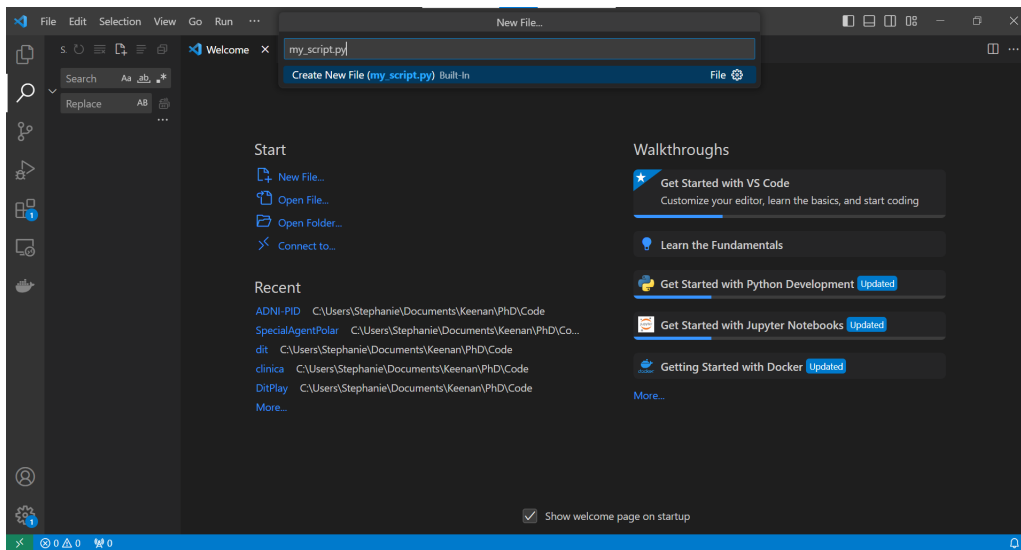 File Edit Selection View Go Run ···
New File...
S.
Welcome
my_script.py
Create New File (my_script.py) Built-In File
Search Aa ab, .*
Replace AB
...
Start
New File...
Open File...
Open Folder...
Connect to...
Recent
ADNI-PID C:\Users\Stephanie\Documents\Keenan\PhD\Code
SpecialAgentPolar C:\Users\Stephanie\Documents\Keenan\PhD\Co...
dit C:\Users\Stephanie\Documents\Keenan\PhD\Code
clinica C:\Users\Stephanie\Documents\Keenan\PhD\Code
DitPlay C:\Users\Stephanie\Documents\Keenan\PhD\Code
More...
Walkthroughs
Get Started with VS Code
Customize your editor, learn the basics, and start coding
Learn the Fundamentals
Get Started with Python Development Updated
Get Started with Jupyter Notebooks Updated
Getting Started with Docker Updated
More...
1
1
Show welcome page on startup
0 0 0